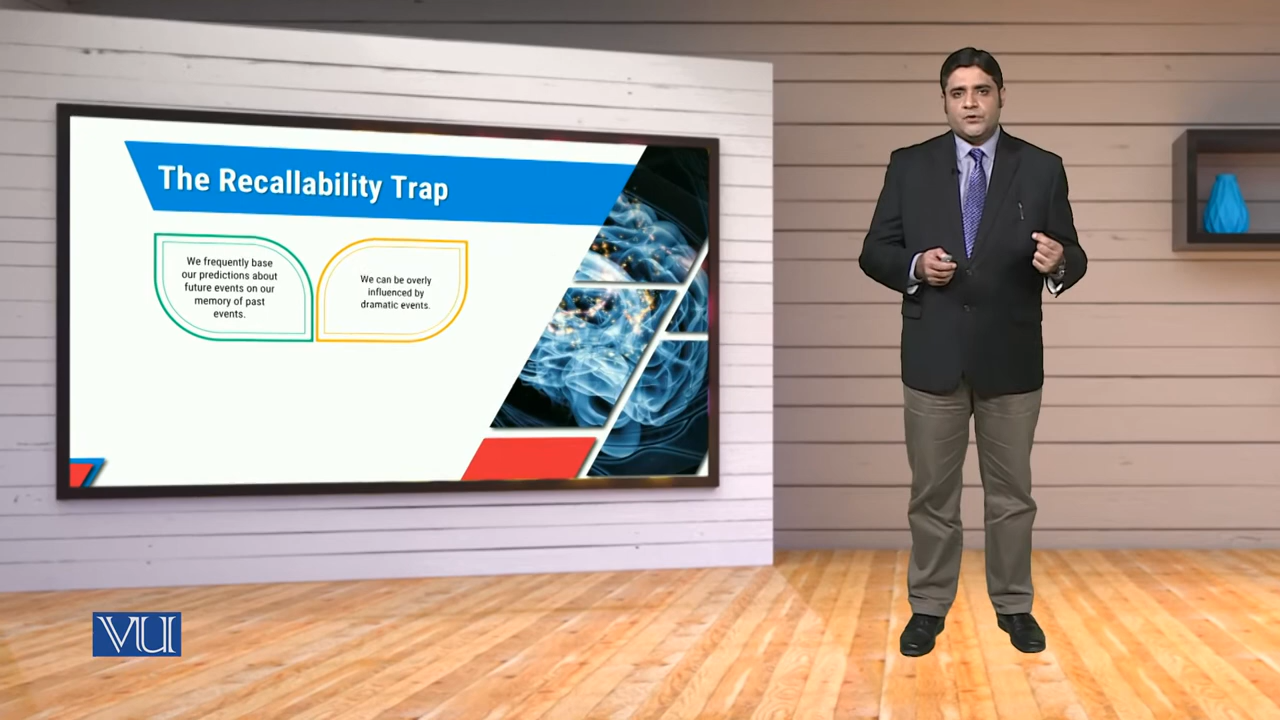 The Recallability Trap
We frequently base
our predictions about
future events on our
memory of past
events.
We can be overly
influenced by
dramatic events.
VU